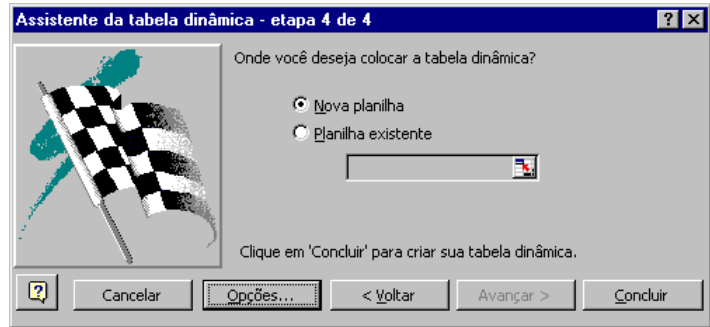 Assistente da tabela dinâmica - etapa 4 de 4
Onde você deseja colocar a tabela dinâmica?
Nova planilha
Planilha existente
Clique em 'Concluir' para criar sua tabela dinâmica.
Cancelar Opções... < Voltar Avançar > Concluir